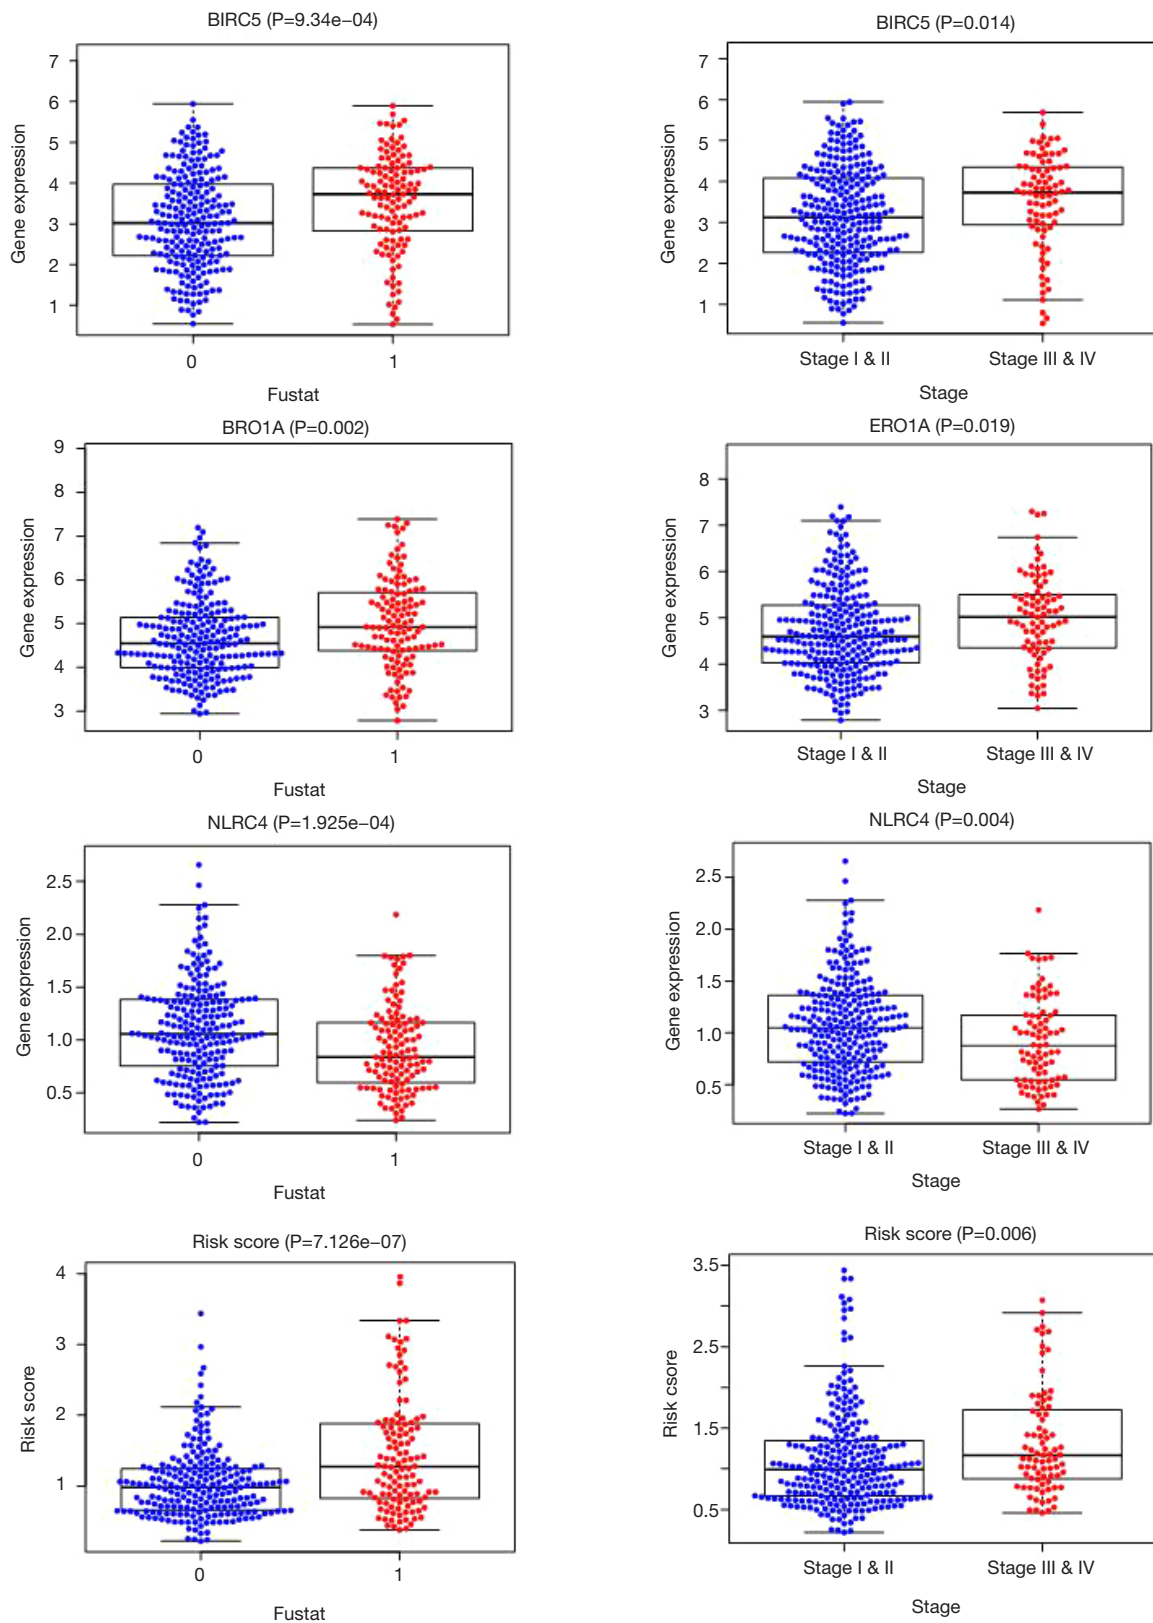 BIRC5 (P=9.34e−04)
7
6
5
4
3
2
1
Gene expression
0
1
Fustat
BIRC5 (P=0.014)
7
6
5
4
3
2
1
Gene expression
Stage I & II
Stage III & IV
Stage
BRO1A (P=0.002)
9
8
7
6
5
4
3
Gene expression
0
1
Fustat
ERO1A (P=0.019)
8
7
6
5
4
3
Gene expression
Stage I & II
Stage III & IV
Stage
NLRC4 (P=1.925e−04)
2.5
2.0
1.5
1.0
0.5
Gene expression
0
1
Fustat
NLRC4 (P=0.004)
2.5
2.0
1.5
1.0
0.5
Gene expression
Stage I & II
Stage III & IV
Stage
Risk score (P=7.126e−07)
4
3
2
1
Risk score
0
1
Fustat
Risk score (P=0.006)
3.5
2.5
1.5
0.5
Risk csore
Stage I & II
Stage III & IV
Stage